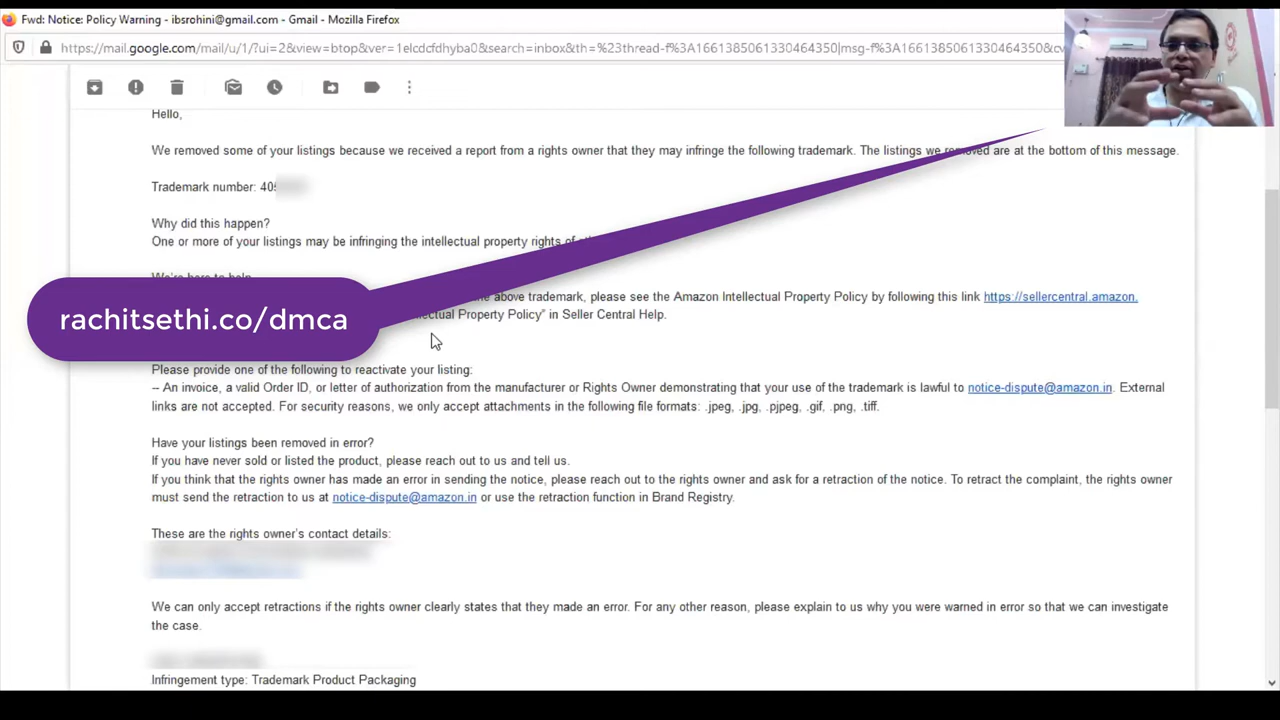 Fwd: Notice: Policy Warning - ibsrohini@gmail.com - Gmail - Mozilla Firefox
https://mail.google.com/mail/u/1/?ui=2&view=btop&ver=1elcdcfdhyba0&search=inbox&th=%23thread-f%3A1661385061330464350|msg-f%3A1661385061330464350&cv
Hello,
We removed some of your listings because we received a report from a rights owner that they may infringe the following trademark. The listings we removed are at the bottom of this message.
Trademark number: 405
Why did this happen?
One or more of your listings may be infringing the intellectual property rights of
We're here to help.
above trademark, please see the Amazon Intellectual Property Policy by following this link https://sellercentral.amazon.
rachitsethi.co/dmca
Property Policy" in Seller Central Help.
Please provide one of the following to reactivate your listing:
-- An invoice, a valid Order ID, or letter of authorization from the manufacturer or Rights Owner demonstrating that your use of the trademark is lawful to notice-dispute@amazon.in. External
links are not accepted. For security reasons, we only accept attachments in the following file formats: .jpeg, .jpg, .pjpeg, .gif, .png, .tiff.
Have your listings been removed in error?
If you have never sold or listed the product, please reach out to us and tell us.
If you think that the rights owner has made an error in sending the notice, please reach out to the rights owner and ask for a retraction of the notice. To retract the complaint, the rights owner
must send the retraction to us at notice-dispute@amazon.in or use the retraction function in Brand Registry.
These are the rights owner's contact details:
We can only accept retractions if the rights owner clearly states that they made an error. For any other reason, please explain to us why you were warned in error so that we can investigate
the case.
Infringement type: Trademark Product Packaging